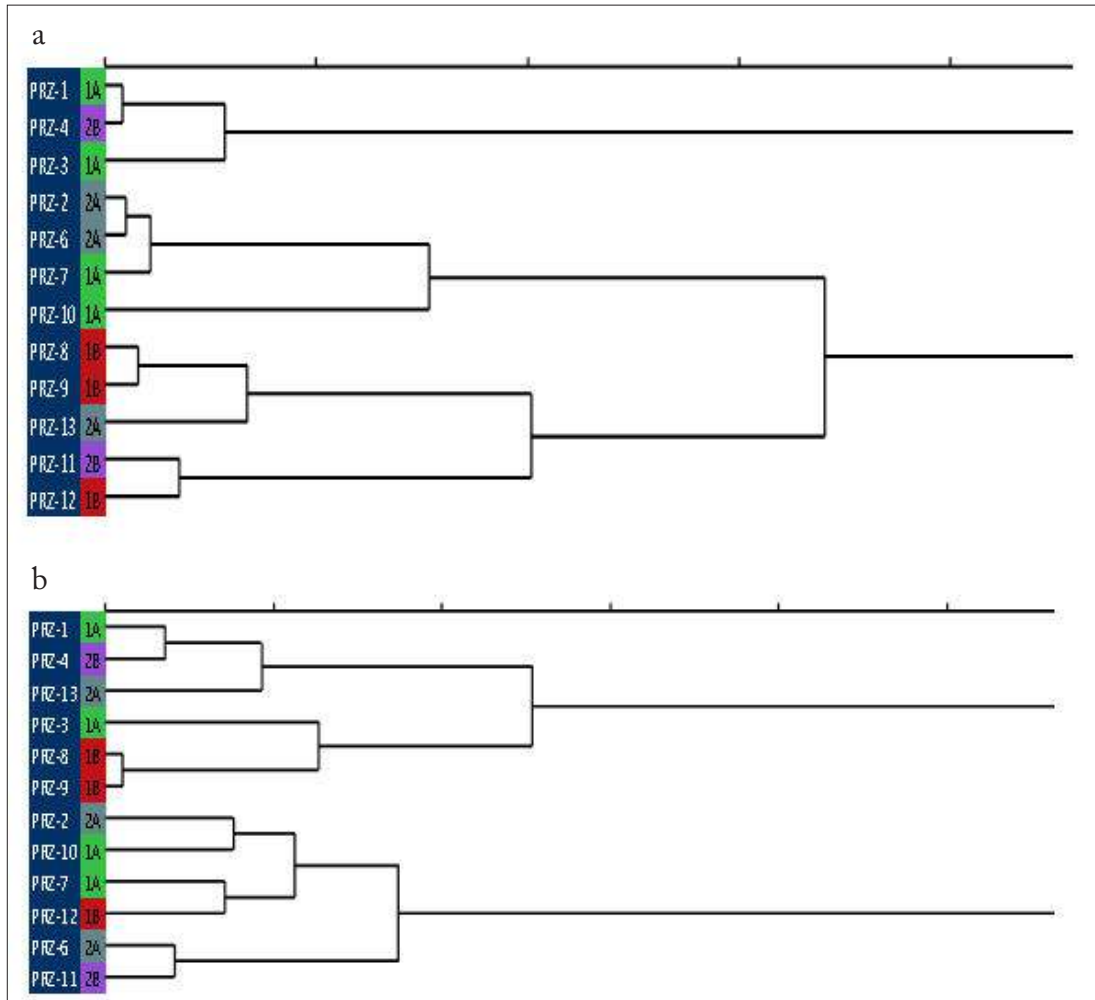 a
PRZ-1 1A
PRZ-4 2B
PRZ-3 1A
PRZ-2 2A
PRZ-6 2A
PRZ-7 1A
PRZ-10 1A
PRZ-8 1B
PRZ-9 1B
PRZ-13 2A
PRZ-11 2B
PRZ-12 1B
b
PRZ-1 1A
PRZ-4 2B
PRZ-13 2A
PRZ-3 1A
PRZ-8 1B
PRZ-9 1B
PRZ-2 2A
PRZ-10 1A
PRZ-7 1A
PRZ-12 1B
PRZ-6 2A
PRZ-11 2B